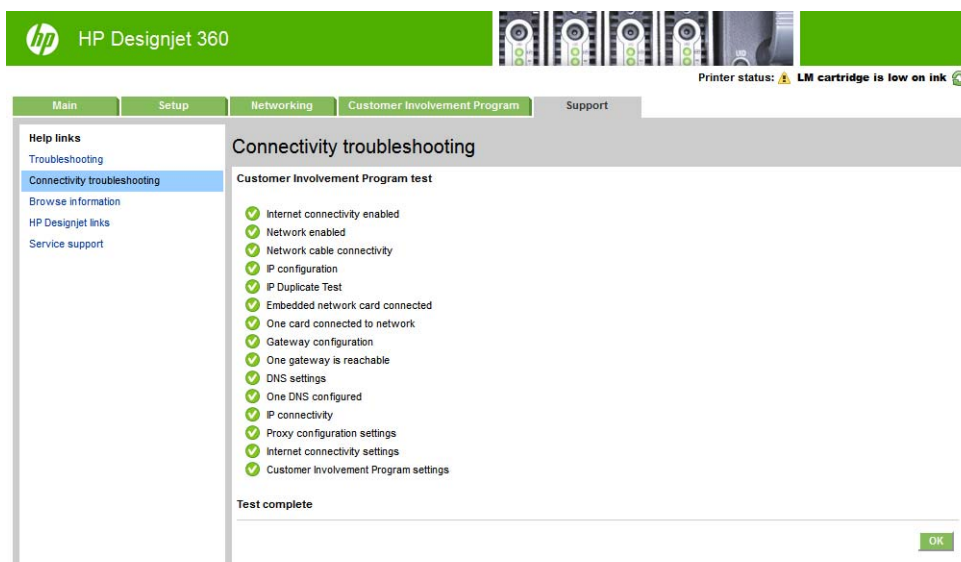 hp HP Designjet 360
Printer status: LM cartridge is low on ink
Main Setup Networking Customer Involvement Program Support
Help links
Troubleshooting
Connectivity troubleshooting
Browse information
HP Designjet links
Service support
Connectivity troubleshooting
Customer Involvement Program test
Internet connectivity enabled
Network enabled
Network cable connectivity
IP configuration
IP Duplicate Test
Embedded network card connected
One card connected to network
Gateway configuration
One gateway is reachable
DNS settings
One DNS configured
IP connectivity
Proxy configuration settings
Internet connectivity settings
Customer Involvement Program settings
Test complete
OK